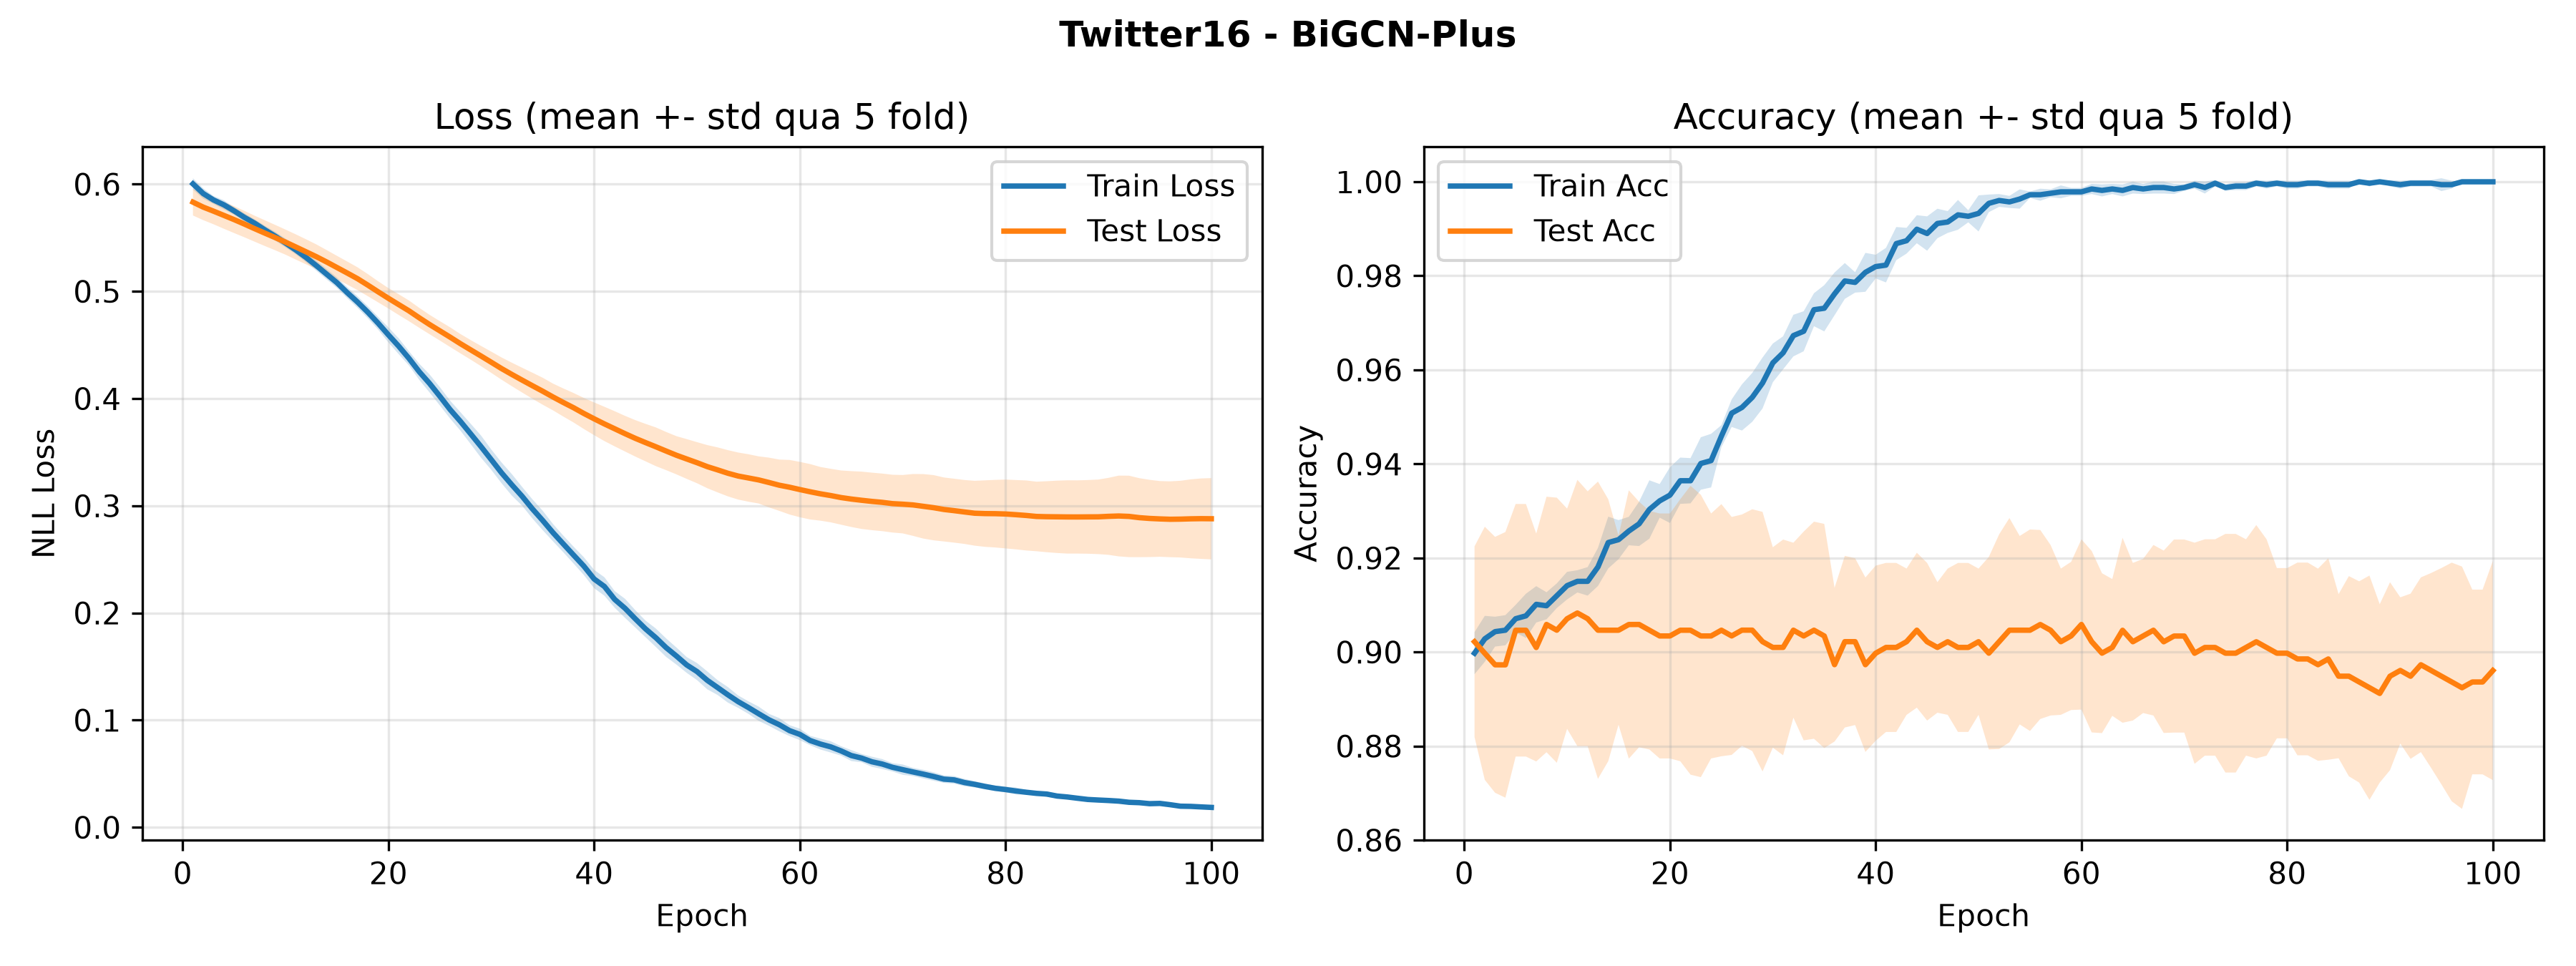 Twitter16 - BiGCN-Plus
Loss (mean +- std qua 5 fold)
NLL Loss
0.6
0.5
0.4
0.3
0.2
0.1
0.0
Train Loss
Test Loss
0 20 40 60 80 100
Epoch
Accuracy (mean +- std qua 5 fold)
Accuracy
1.00
0.98
0.96
0.94
0.92
0.90
0.88
0.86
Train Acc
Test Acc
0 20 40 60 80 100
Epoch